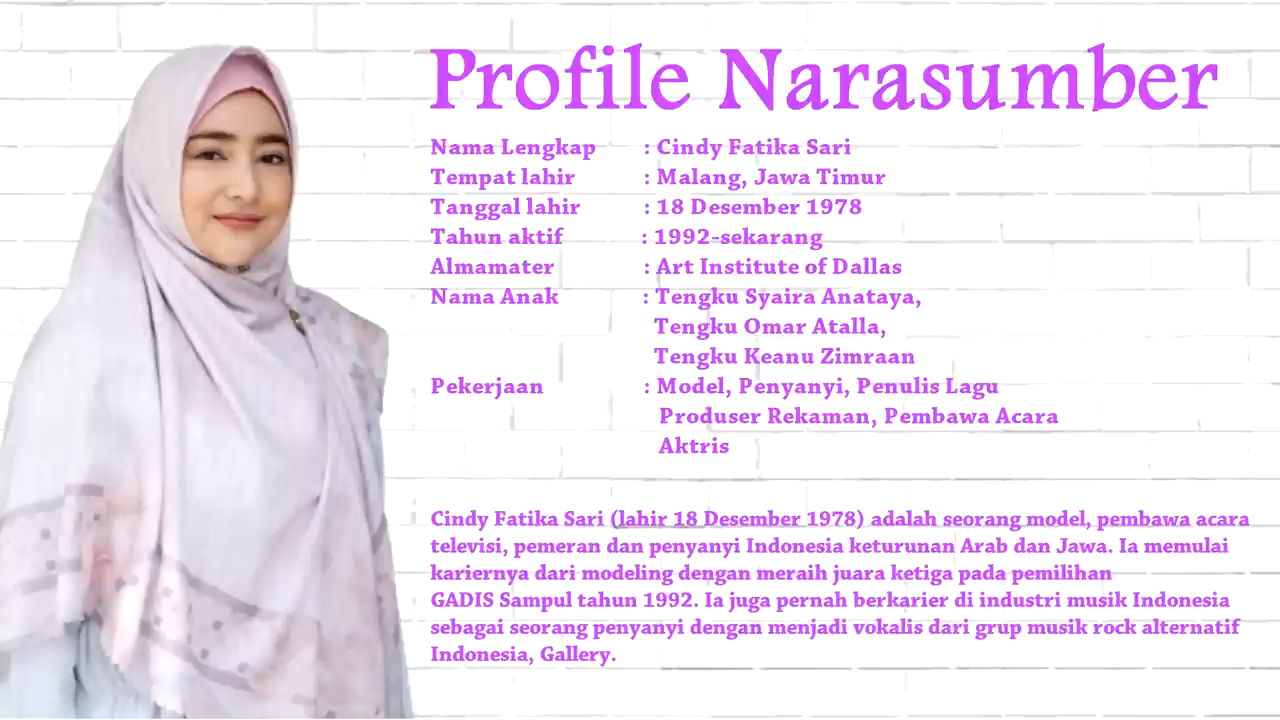 Profile Narasumber
Nama Lengkap : Cindy Fatika Sari
Tempat lahir : Malang, Jawa Timur
Tanggal lahir : 18 Desember 1978
Tahun aktif : 1992-sekarang
Almamater : Art Institute of Dallas
Nama Anak : Tengku Syaira Anataya,
Tengku Omar Atalla,
Tengku Keanu Zimraan
Pekerjaan : Model, Penyanyi, Penulis Lagu
Produser Rekaman, Pembawa Acara
Aktris
Cindy Fatika Sari (lahir 18 Desember 1978) adalah seorang model, pembawa acara
televisi, pemeran dan penyanyi Indonesia keturunan Arab dan Jawa. Ia memulai
kariernya dari modeling dengan meraih juara ketiga pada pemilihan
GADIS Sampul tahun 1992. Ia juga pernah berkarier di industri musik Indonesia
sebagai seorang penyanyi dengan menjadi vokalis dari grup musik rock alternatif
Indonesia, Gallery.